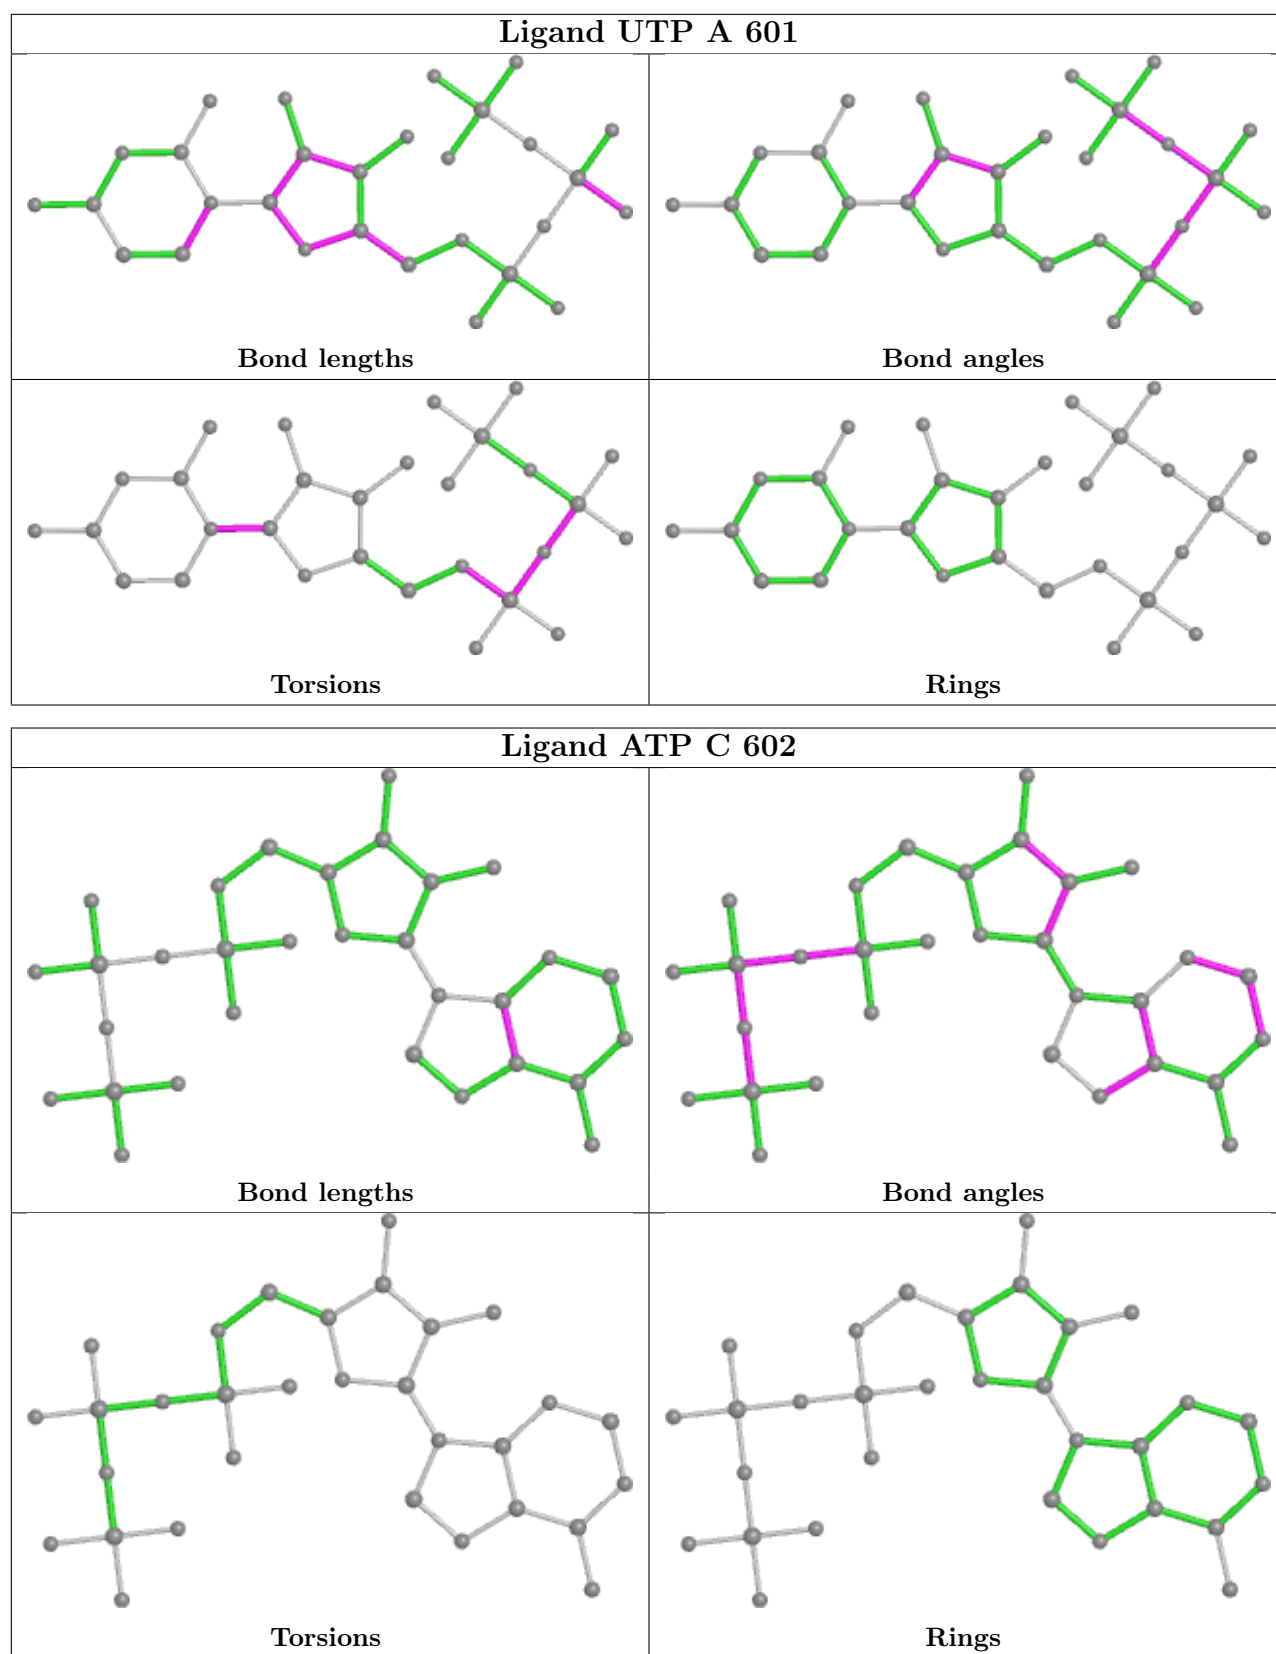 Ligand UTP A 601
Bond lengths
Bond angles
Torsions
Rings
Ligand ATP C 602
Bond lengths
Bond angles
Torsions
Rings